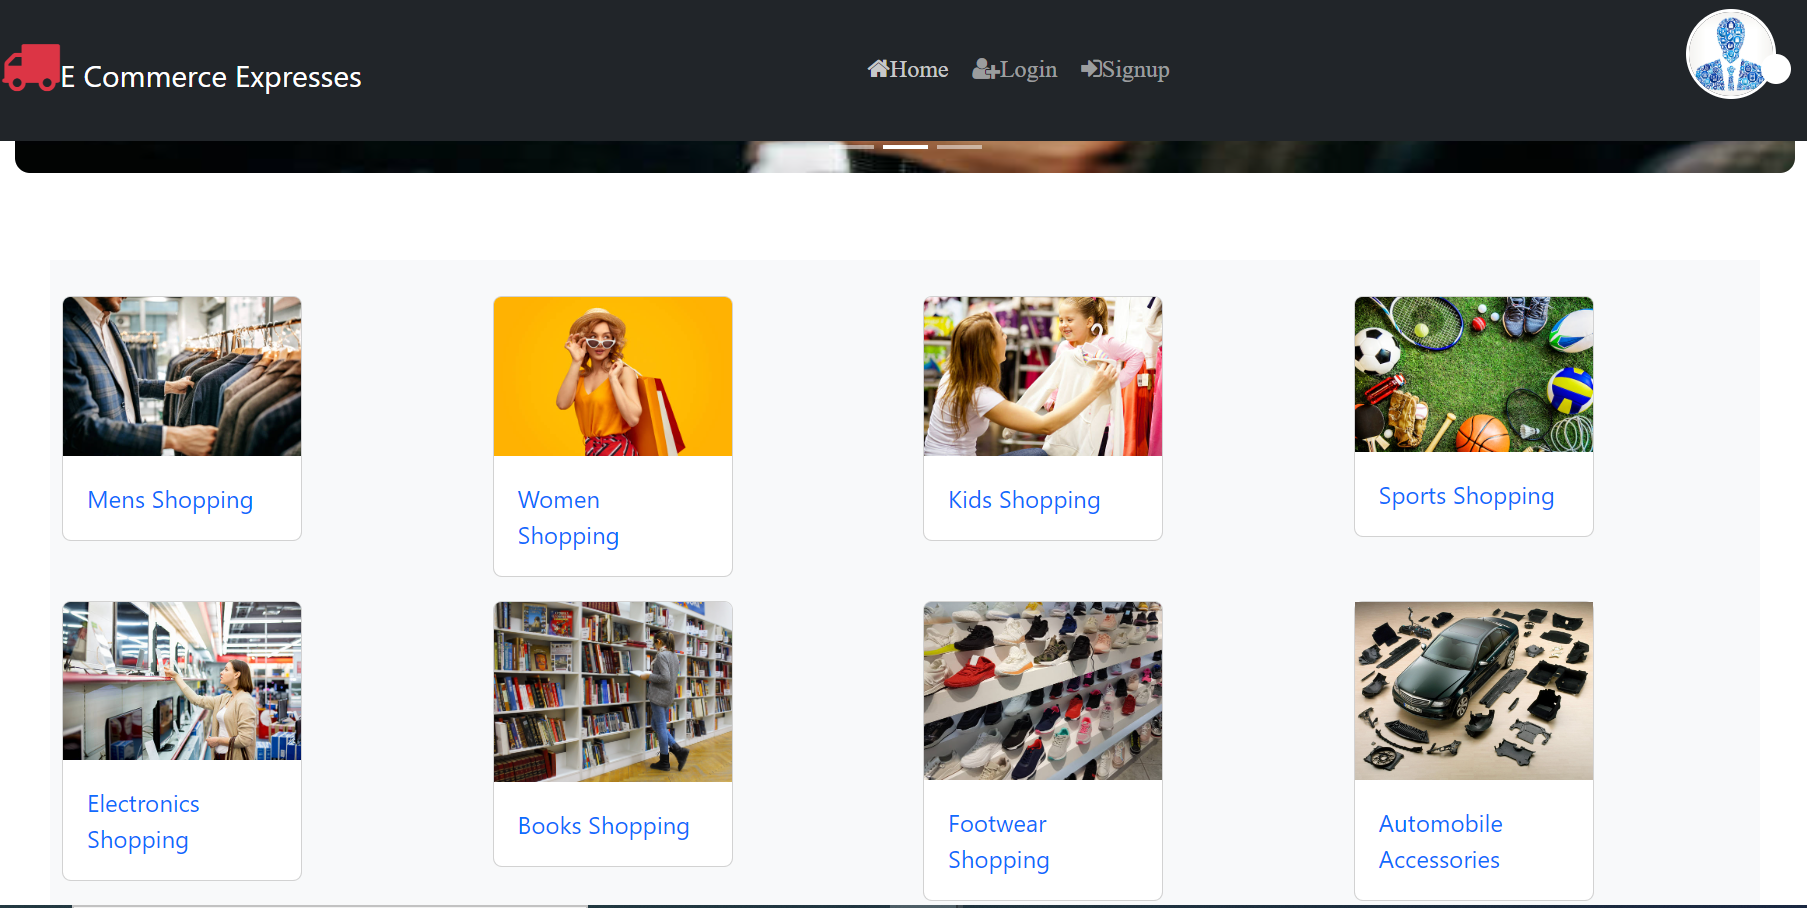 E Commerce Expresses
Home
Login
Signup
Mens Shopping
Women
Shopping
Kids Shopping
Sports Shopping
Electronics
Shopping
Books Shopping
Footwear
Shopping
Automobile
Accessories